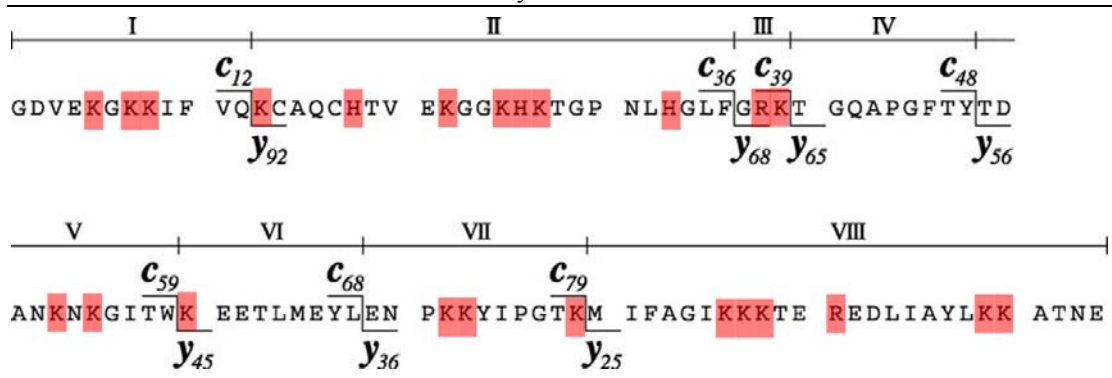 I II III IV
c12 c36 c39 c48
GDVEKGKKIF VQKCAQCHTV EKGGKHKTGP NLHGLFGRKT GQAPGFTYTD
y92 y68 y65 y56
V VI VII VIII
c59 c68 c79
ANKNKGITWK EETLMEYLEN PKKYIPGTKM IFAGIKKKTE REDLIAYLKK ATNE
y45 y36 y25